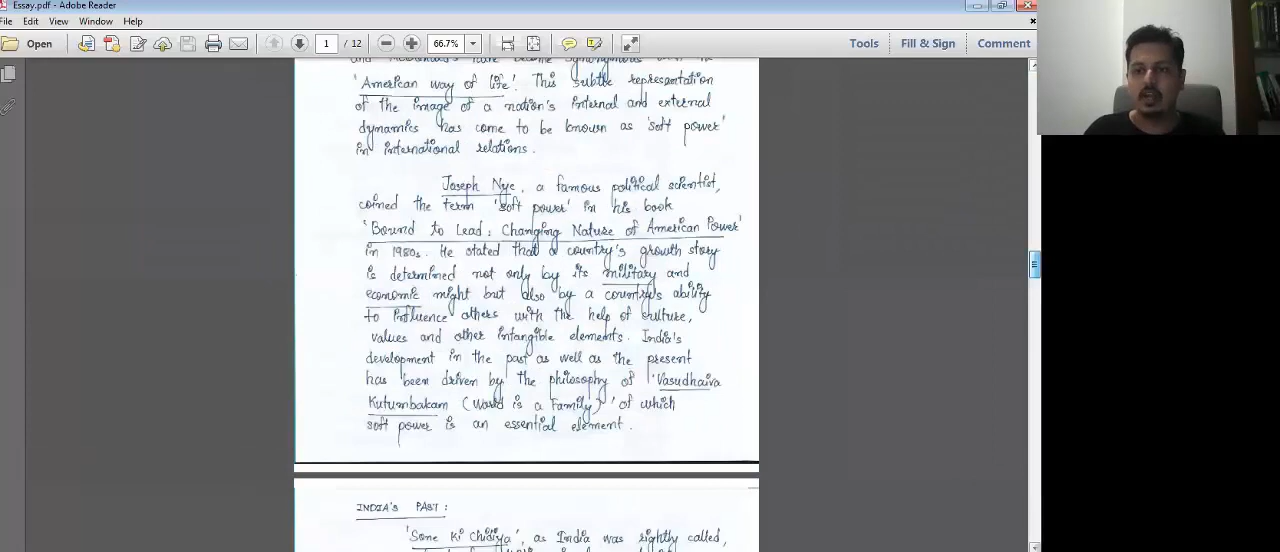 Essay.pdf - Adobe Reader
File Edit View Window Help
Open 1 / 12 66.7% Tools Fill & Sign Comment
'American way of life'. This subtle representation
of the image of a nation's internal and external
dynamics has come to be known as 'soft power'
in international relations.
Joseph Nye, a famous political scientist,
coined the term 'soft power' in his book
'Bound to Lead: Changing Nature of American Power'
in 1980s. He stated that a country's growth story
is determined not only by its military and
economic might but also by a country's ability
to influence others with the help of culture,
values and other intangible elements. India's
development in the past as well as the present
has been driven by the philosophy of 'Vasudhaiva
Kutumbakam (World is a Family)' of which
soft power is an essential element.
INDIA'S PAST:
'Sone Ki Chidiya', as India was rightly called,